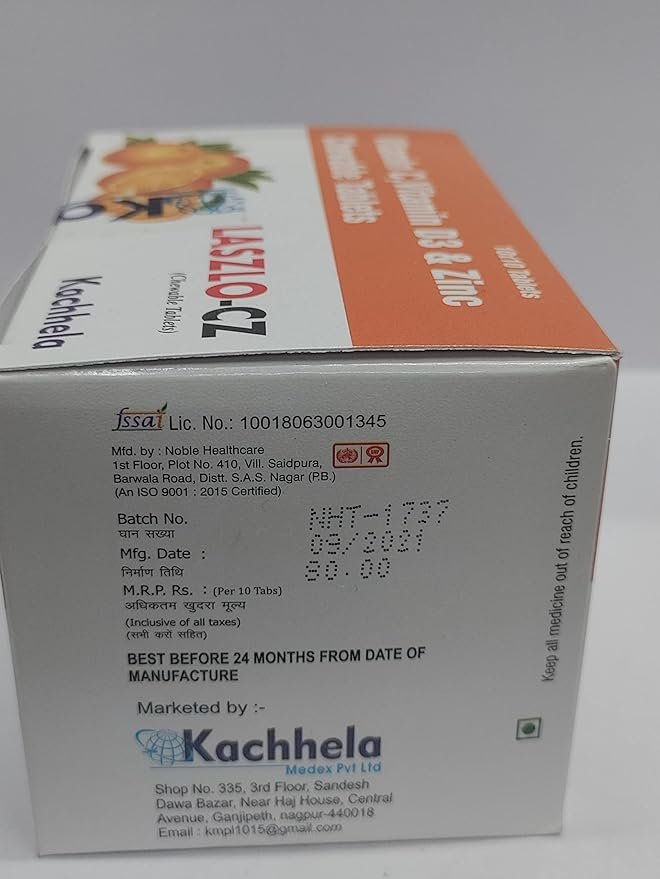 Vitamin C, Vitamin D3 & Zinc
Chewable Tablets
10x10 Tablets
LASZLO-CZ
(Chewable Tablets)
Kachhela
fssai Lic. No.: 10018063001345
Mfd. by : Noble Healthcare
1st Floor, Plot No. 410, Vill. Saidpura,
Barwala Road, Distt. S.A.S. Nagar (P.B.)
(An ISO 9001 : 2015 Certified)
Batch No. NHT-1737
घान सख्या
Mfg. Date : 09/2021
निर्माण तिथि
M.R.P. Rs. : (Per 10 Tabs) 80.00
अधिकतम खुदरा मूल्य
(Inclusive of all taxes)
(सभी करों सहित)
BEST BEFORE 24 MONTHS FROM DATE OF
MANUFACTURE
Marketed by :-
Kachhela
Medex Pvt Ltd
Shop No. 335, 3rd Floor, Sandesh
Dawa Bazar, Near Haj House, Central
Avenue, Ganjipeth, nagpur-440018
Email : kmpl1015@gmail.com
Keep all medicine out of reach of children.